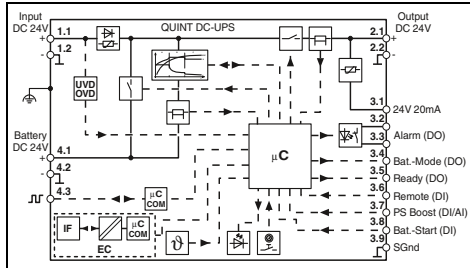 Input
DC 24V
1.1
+
1.2
QUINT DC-UPS
Output
DC 24V
2.1
+
2.2
UVD
OVD
3.1
24V 20mA
3.2
Alarm (DO)
3.3
Battery
DC 24V
4.1
+
4.2
4.3
µC
3.4
Bat.-Mode (DO)
3.5
Ready (DO)
3.6
Remote (DI)
3.7
PS Boost (DI/AI)
3.8
Bat.-Start (DI)
3.9
SGnd
µC
COM
IF
µC
COM
EC
ϑ